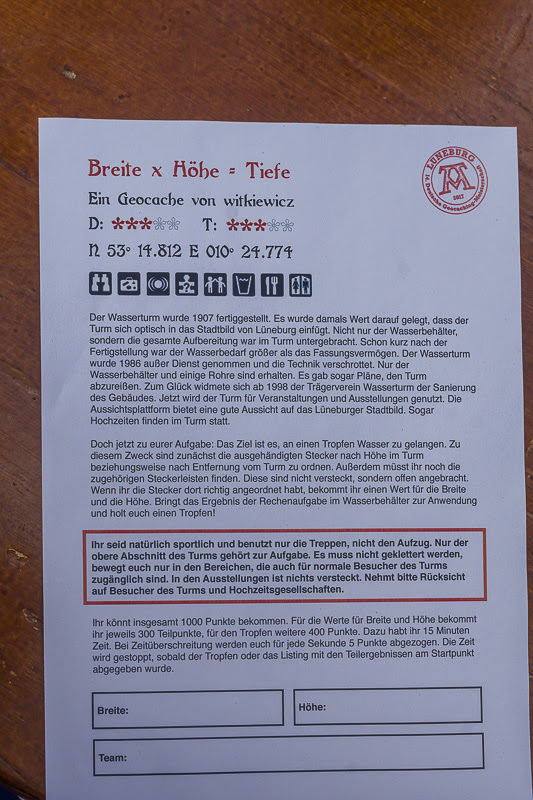 Breite x Höhe = Tiefe
Ein Geocache von witkiewicz
D: T:
N 53° 14.812 E 010° 24.774
LÜNEBURG
14. Deutsche Geocaching-Meisterschaft
2017
Der Wasserturm wurde 1907 fertiggestellt. Es wurde damals Wert darauf gelegt, dass der
Turm sich optisch in das Stadtbild von Lüneburg einfügt. Nicht nur der Wasserbehälter,
sondern die gesamte Aufbereitung war im Turm untergebracht. Schon kurz nach der
Fertigstellung war der Wasserbedarf größer als das Fassungsvermögen. Der Wasserturm
wurde 1986 außer Dienst genommen und die Technik verschrottet. Nur der
Wasserbehälter und einige Rohre sind erhalten. Es gab sogar Pläne, den Turm
abzureißen. Zum Glück widmete sich ab 1998 der Trägerverein Wasserturm der Sanierung
des Gebäudes. Jetzt wird der Turm für Veranstaltungen und Ausstellungen genutzt. Die
Aussichtsplattform bietet eine gute Aussicht auf das Lüneburger Stadtbild. Sogar
Hochzeiten finden im Turm statt.
Doch jetzt zu eurer Aufgabe: Das Ziel ist es, an einen Tropfen Wasser zu gelangen. Zu
diesem Zweck sind zunächst die ausgehändigten Stecker nach Höhe im Turm
beziehungsweise nach Entfernung vom Turm zu ordnen. Außerdem müsst ihr noch die
zugehörigen Steckerleisten finden. Diese sind nicht versteckt, sondern offen angebracht.
Wenn ihr die Stecker dort richtig angeordnet habt, bekommt ihr einen Wert für die Breite
und die Höhe. Bringt das Ergebnis der Rechenaufgabe im Wasserbehälter zur Anwendung
und holt euch einen Tropfen!
Ihr seid natürlich sportlich und benutzt nur die Treppen, nicht den Aufzug. Nur der
obere Abschnitt des Turms gehört zur Aufgabe. Es muss nicht geklettert werden,
bewegt euch nur in den Bereichen, die auch für normale Besucher des Turms
zugänglich sind. In den Ausstellungen ist nichts versteckt. Nehmt bitte Rücksicht
auf Besucher des Turms und Hochzeitsgesellschaften.
Ihr könnt insgesamt 1000 Punkte bekommen. Für die Werte für Breite und Höhe bekommt
ihr jeweils 300 Teilpunkte, für den Tropfen weitere 400 Punkte. Dazu habt ihr 15 Minuten
Zeit. Bei Zeitüberschreitung werden euch für jede Sekunde 5 Punkte abgezogen. Die Zeit
wird gestoppt, sobald der Tropfen oder das Listing mit den Teilergebnissen am Startpunkt
abgegeben wurde.
Breite: Höhe:
Team: